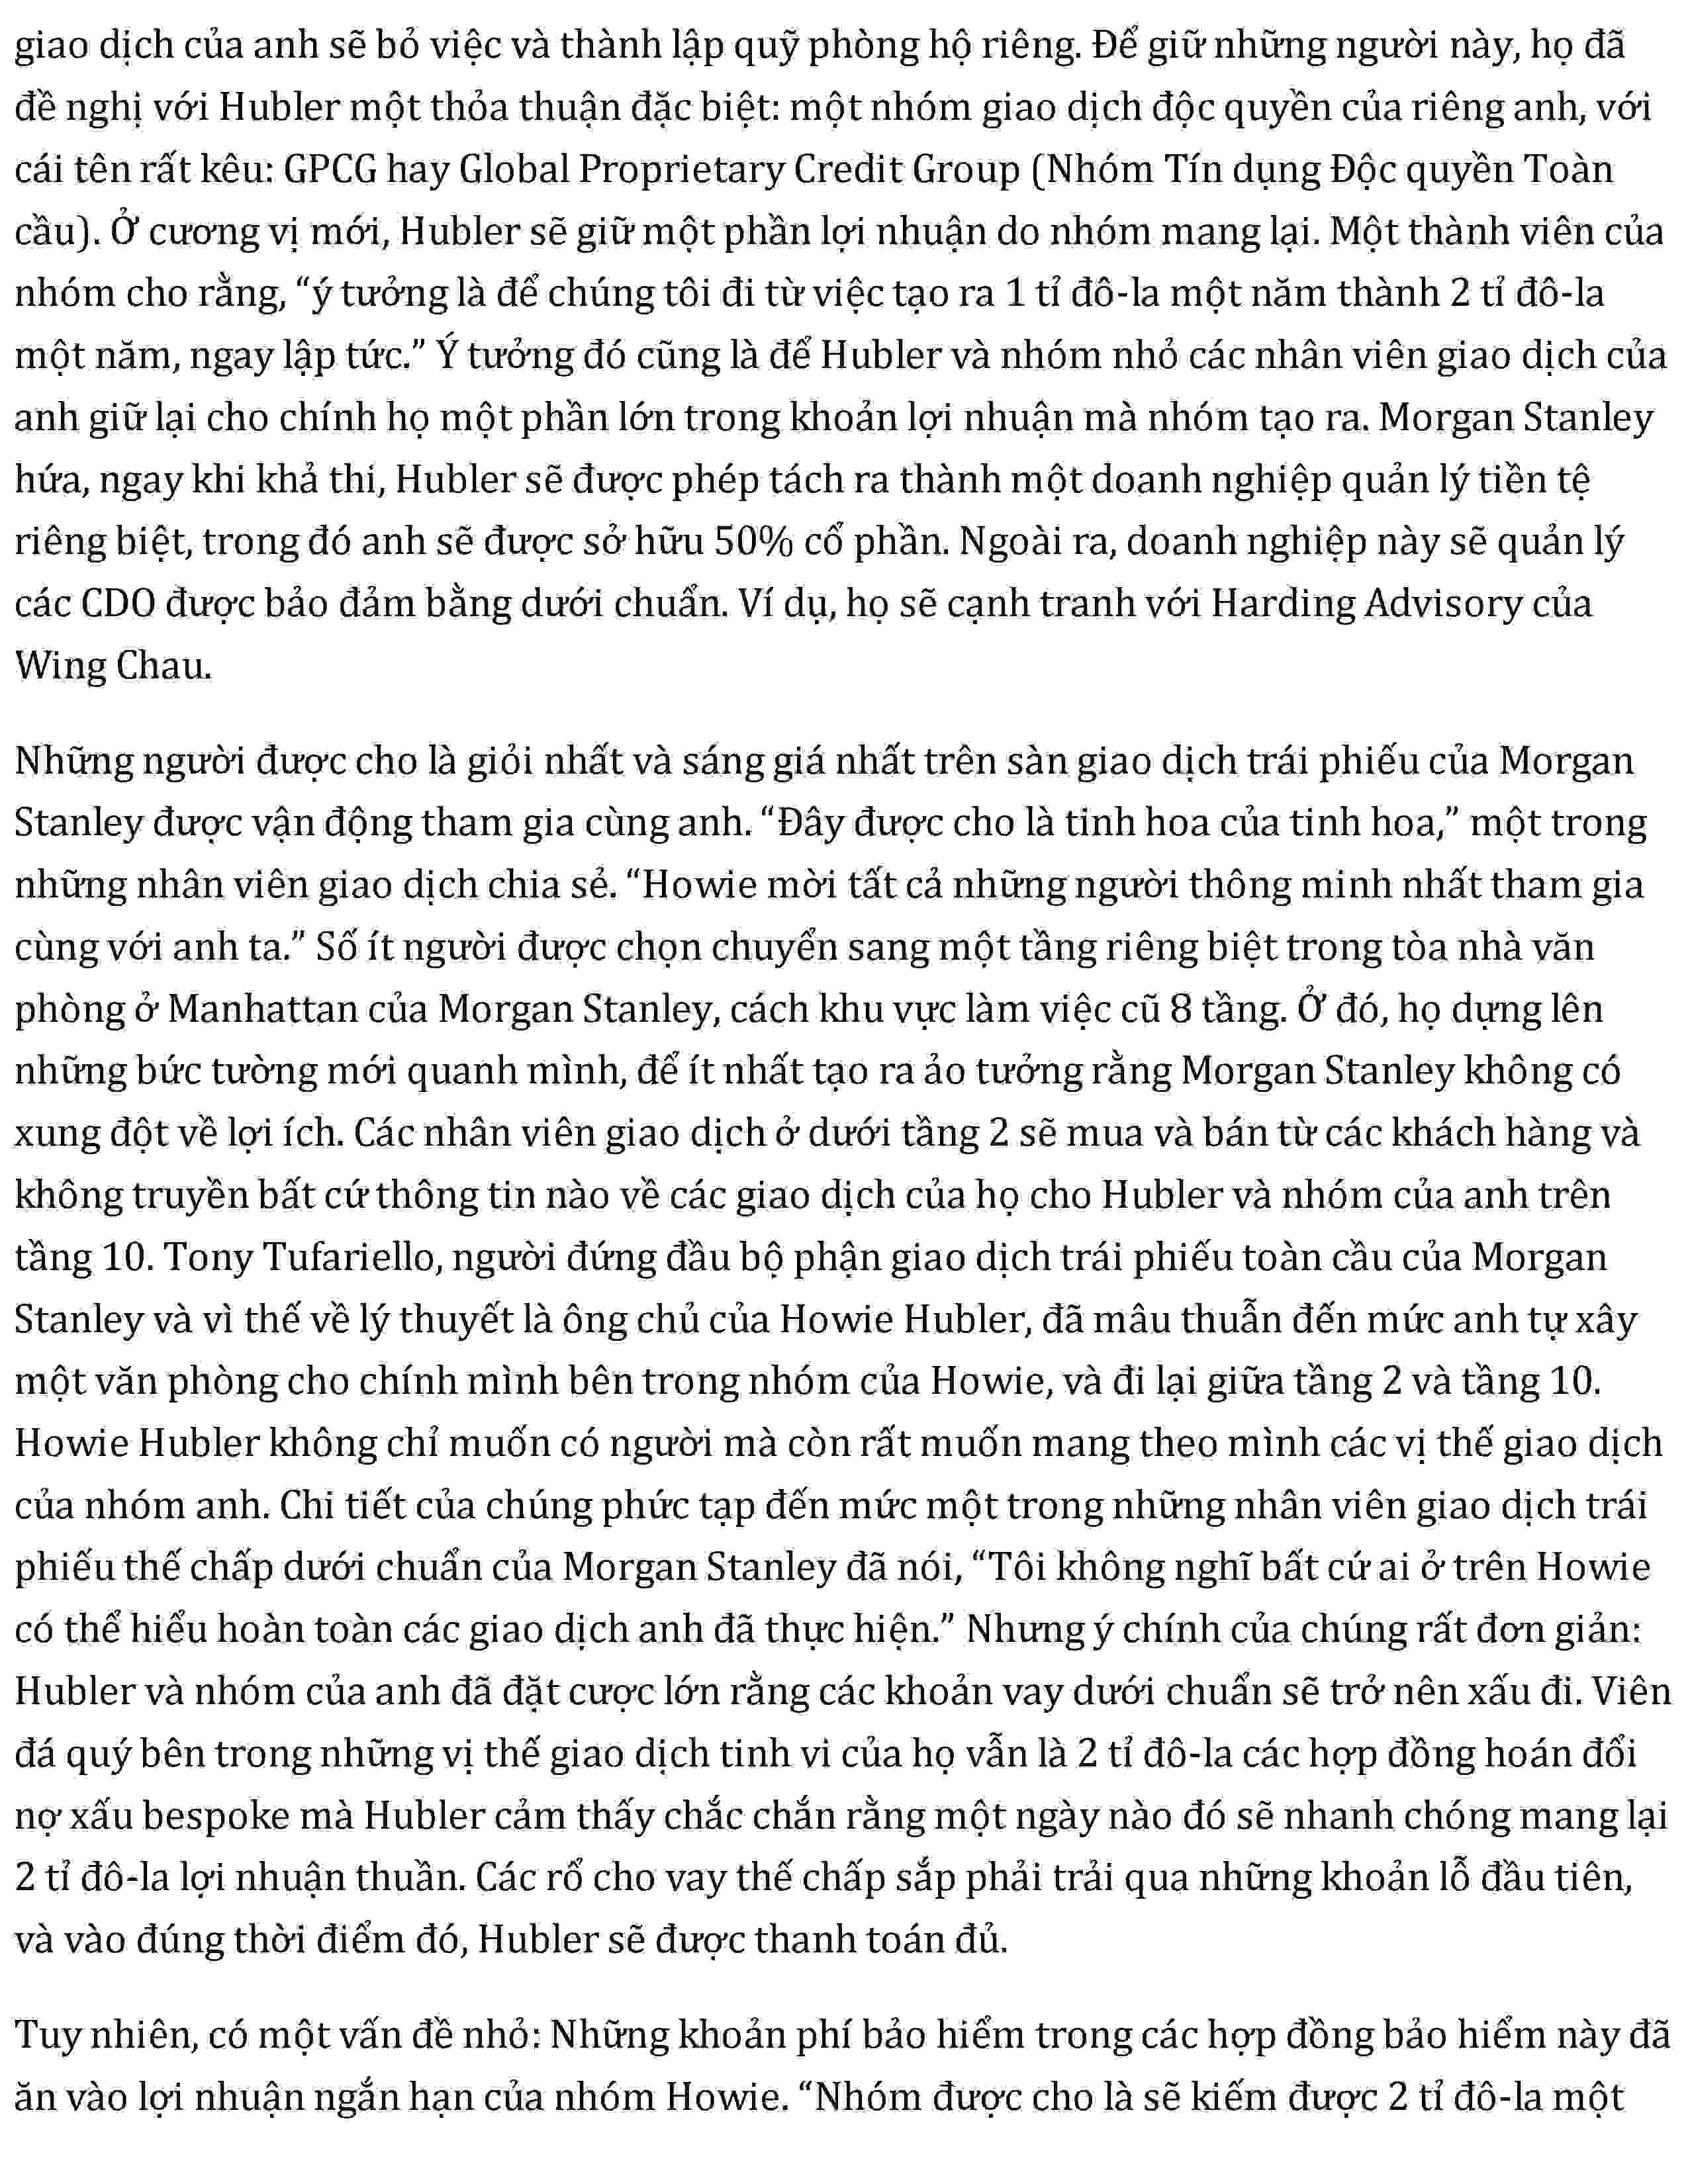 giao dịch của anh sẽ bỏ việc và thành lập quỹ phòng hộ riêng. Để giữ những người này, họ đã
đề nghị với Hubler một thỏa thuận đặc biệt: một nhóm giao dịch độc quyền của riêng anh, với
cái tên rất kêu: GPCG hay Global Proprietary Credit Group (Nhóm Tín dụng Độc quyền Toàn
cầu). Ở cương vị mới, Hubler sẽ giữ một phần lợi nhuận do nhóm mang lại. Một thành viên của
nhóm cho rằng, “ý tưởng là để chúng tôi đi từ việc tạo ra 1 tỉ đô-la một năm thành 2 tỉ đô-la
một năm, ngay lập tức.” Ý tưởng đó cũng là để Hubler và nhóm nhỏ các nhân viên giao dịch của
anh giữ lại cho chính họ một phần lớn trong khoản lợi nhuận mà nhóm tạo ra. Morgan Stanley
hứa, ngay khi khả thi, Hubler sẽ được phép tách ra thành một doanh nghiệp quản lý tiền tệ
riêng biệt, trong đó anh sẽ được sở hữu 50% cổ phần. Ngoài ra, doanh nghiệp này sẽ quản lý
các CDO được bảo đảm bằng dưới chuẩn. Ví dụ, họ sẽ cạnh tranh với Harding Advisory của
Wing Chau.
Những người được cho là giỏi nhất và sáng giá nhất trên sàn giao dịch trái phiếu của Morgan
Stanley được vận động tham gia cùng anh. “Đây được cho là tinh hoa của tinh hoa,” một trong
những nhân viên giao dịch chia sẻ. “Howie mời tất cả những người thông minh nhất tham gia
cùng với anh ta.” Số ít người được chọn chuyển sang một tầng riêng biệt trong tòa nhà văn
phòng ở Manhattan của Morgan Stanley, cách khu vực làm việc cũ 8 tầng. Ở đó, họ dựng lên
những bức tường mới quanh mình, để ít nhất tạo ra ảo tưởng rằng Morgan Stanley không có
xung đột về lợi ích. Các nhân viên giao dịch ở dưới tầng 2 sẽ mua và bán từ các khách hàng và
không truyền bất cứ thông tin nào về các giao dịch của họ cho Hubler và nhóm của anh trên
tầng 10. Tony Tufariello, người đứng đầu bộ phận giao dịch trái phiếu toàn cầu của Morgan
Stanley và vì thế về lý thuyết là ông chủ của Howie Hubler, đã mâu thuẫn đến mức anh tự xây
một văn phòng cho chính mình bên trong nhóm của Howie, và đi lại giữa tầng 2 và tầng 10.
Howie Hubler không chỉ muốn có người mà còn rất muốn mang theo mình các vị thế giao dịch
của nhóm anh. Chi tiết của chúng phức tạp đến mức một trong những nhân viên giao dịch trái
phiếu thế chấp dưới chuẩn của Morgan Stanley đã nói, “Tôi không nghĩ bất cứ ai ở trên Howie
có thể hiểu hoàn toàn các giao dịch anh đã thực hiện.” Nhưng ý chính của chúng rất đơn giản:
Hubler và nhóm của anh đã đặt cược lớn rằng các khoản vay dưới chuẩn sẽ trở nên xấu đi. Viên
đá quý bên trong những vị thế giao dịch tinh vi của họ vẫn là 2 tỉ đô-la các hợp đồng hoán đổi
nợ xấu bespoke mà Hubler cảm thấy chắc chắn rằng một ngày nào đó sẽ nhanh chóng mang lại
2 tỉ đô-la lợi nhuận thuần. Các rổ cho vay thế chấp sắp phải trải qua những khoản lỗ đầu tiên,
và vào đúng thời điểm đó, Hubler sẽ được thanh toán đủ.
Tuy nhiên, có một vấn đề nhỏ: Những khoản phí bảo hiểm trong các hợp đồng bảo hiểm này đã
ăn vào lợi nhuận ngắn hạn của nhóm Howie. “Nhóm được cho là sẽ kiếm được 2 tỉ đô-la một